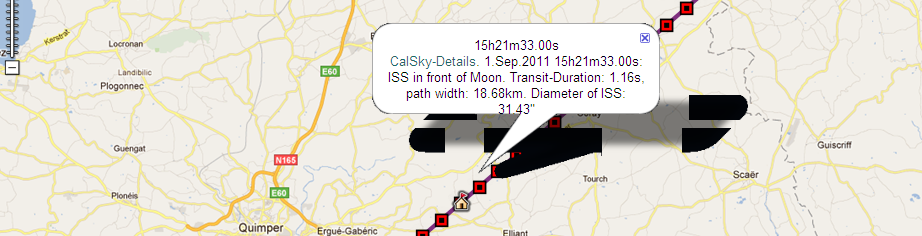 Locronan
Landibilic
Plogonnec
E60
15h21m33.00s
CalSky-Details. 1.Sep.2011 15h21m33.00s:
ISS in front of Moon. Transit-Duration: 1.16s,
path width: 18.68km. Diameter of ISS:
31.43"
Coray
Guengat
N165
Guiscriff
Scaër
Tourch
Plonéis
E60
Quimper
Ergué-Gabéric
Elliant